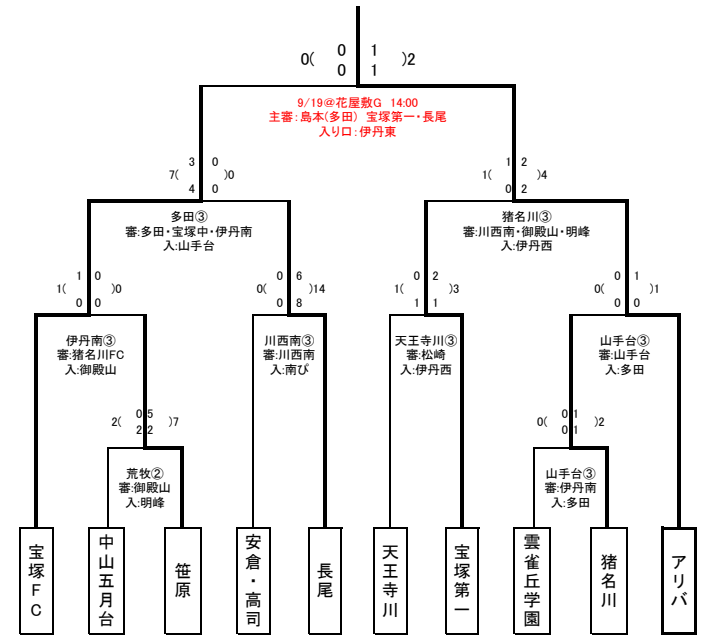 0 1
0( )2
0 1
9/19@花屋敷G 14:00
主審:島本(多田) 宝塚第一・長尾
入り口:伊丹東
3 0
7( )0
4 0
1 2
1( )4
0 2
多田③
審:多田・宝塚中・伊丹南
入:山手台
猪名川③
審:川西南・御殿山・明峰
入:伊丹西
1 0
1( )0
0 0
0 6
0( )14
0 8
0 2
1( )3
1 1
0 1
0( )1
0 0
伊丹南③
審:猪名川FC
入:御殿山
川西南③
審:川西南
入:南ぴ
天王寺川③
審:松崎
入:伊丹西
山手台③
審:山手台
入:多田
0 5
2( )7
2 2
0 1
0( )2
0 1
荒牧②
審:御殿山
入:明峰
山手台③
審:伊丹南
入:多田
宝塚FC
中山五月台
笹原
安倉・高司
長尾
天王寺川
宝塚第一
雲雀丘学園
猪名川
アリバ